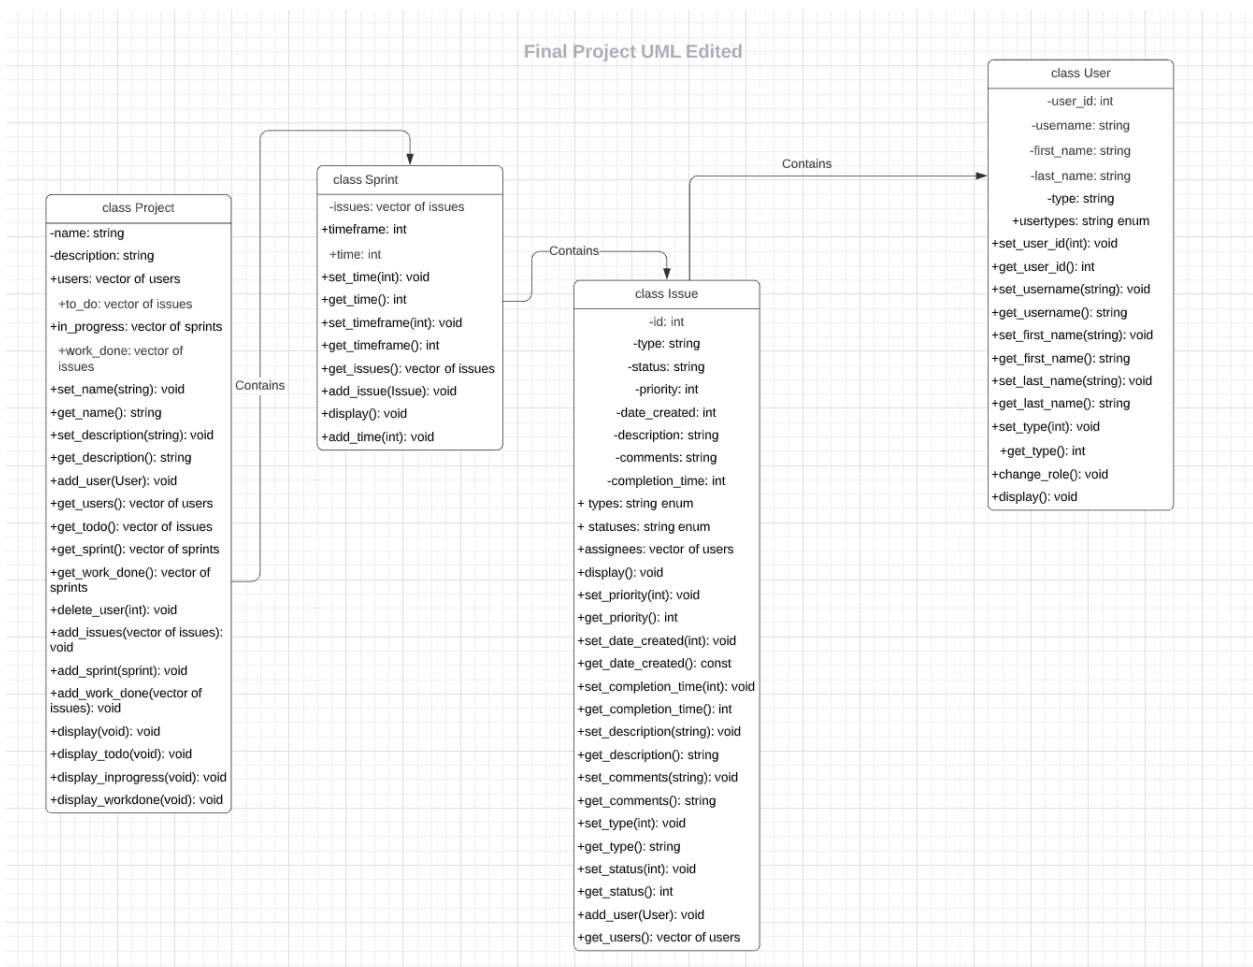 Final Project UML Edited
class Project
-name: string
-description: string
+users: vector of users
+to_do: vector of issues
+in_progress: vector of sprints
+work_done: vector of
issues
+set_name(string): void
+get_name(): string
+set_description(string): void
+get_description(): string
+add_user(User): void
+get_users(): vector of users
+get_todo(): vector of issues
+get_sprint(): vector of sprints
+get_work_done(): vector of
sprints
+delete_user(int): void
+add_issues(vector of issues):
void
+add_sprint(sprint): void
+add_work_done(vector of
issues): void
+display(void): void
+display_todo(void): void
+display_inprogress(void): void
+display_workdone(void): void
Contains
class Sprint
-issues: vector of issues
+timeframe: int
+time: int
+set_time(int): void
+get_time(): int
+set_timeframe(int): void
+get_timeframe(): int
+get_issues(): vector of issues
+add_issue(Issue): void
+display(): void
+add_time(int): void
Contains
class Issue
-id: int
-type: string
-status: string
-priority: int
-date_created: int
-description: string
-comments: string
-completion_time: int
+ types: string enum
+ statuses: string enum
+assignees: vector of users
+display(): void
+set_priority(int): void
+get_priority(): int
+set_date_created(int): void
+get_date_created(): const
+set_completion_time(int): void
+get_completion_time(): int
+set_description(string): void
+get_description(): string
+set_comments(string): void
+get_comments(): string
+set_type(int): void
+get_type(): string
+set_status(int): void
+get_status(): int
+add_user(User): void
+get_users(): vector of users
Contains
class User
-user_id: int
-username: string
-first_name: string
-last_name: string
-type: string
+usertypes: string enum
+set_user_id(int): void
+get_user_id(): int
+set_username(string): void
+get_username(): string
+set_first_name(string): void
+get_first_name(): string
+set_last_name(string): void
+get_last_name(): string
+set_type(int): void
+get_type(): int
+change_role(): void
+display(): void